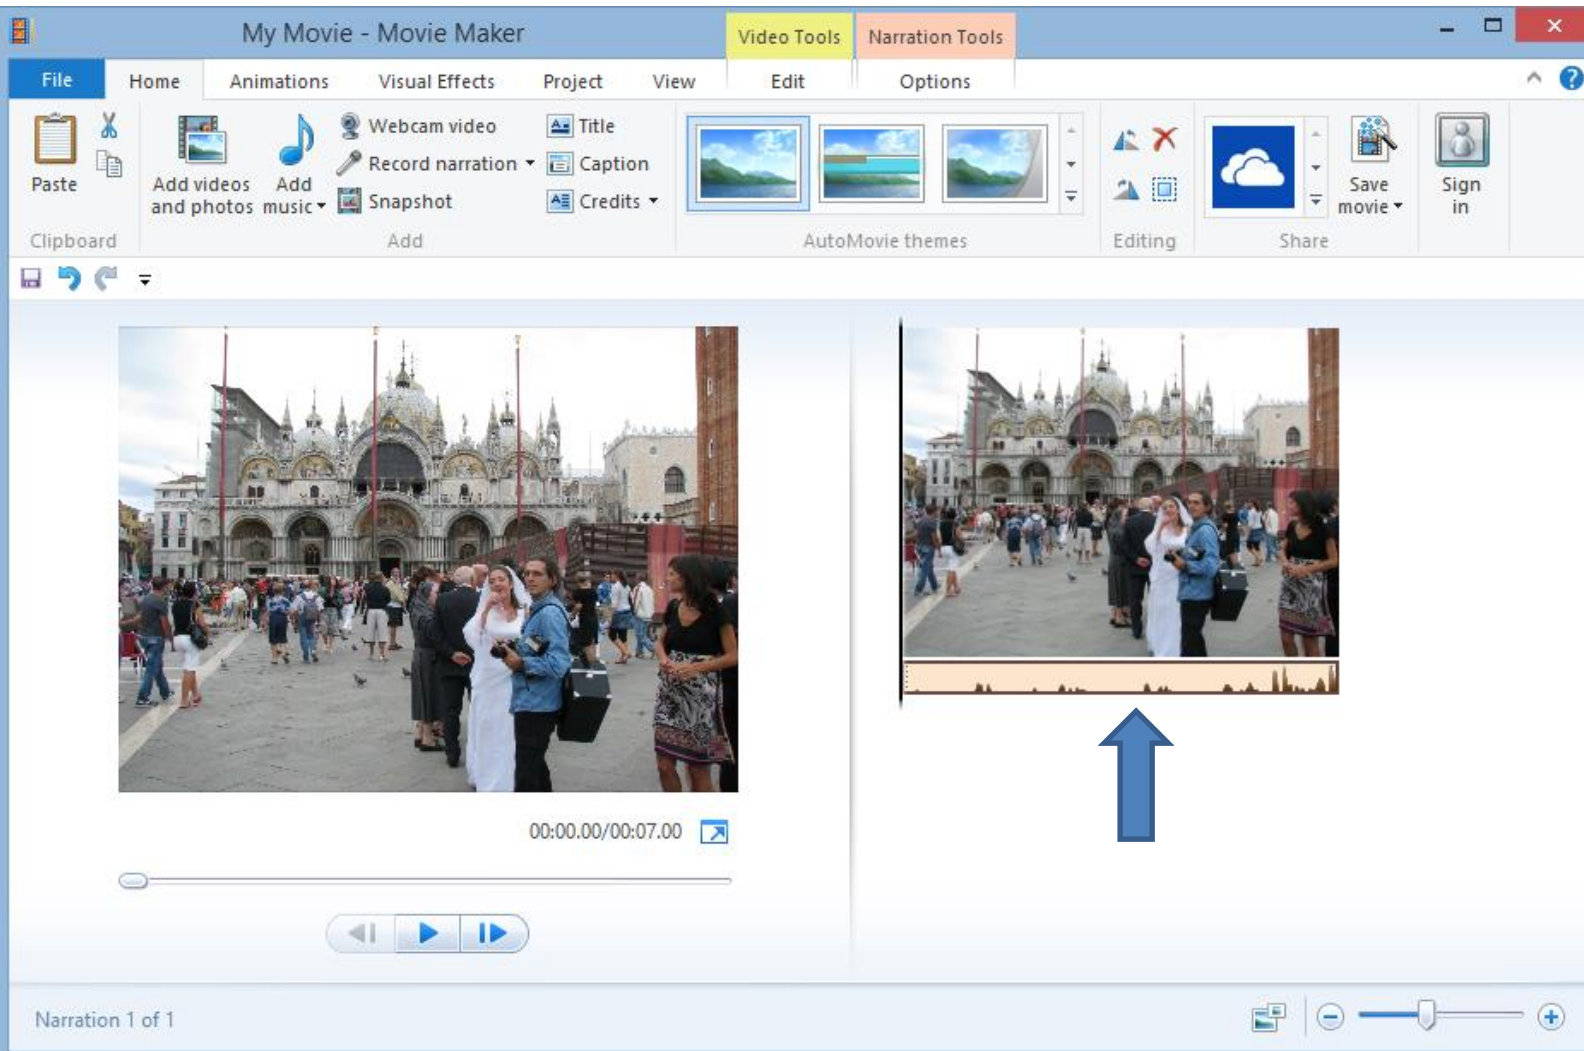 My Movie - Movie Maker
Video Tools
Narration Tools
File
Home
Animations
Visual Effects
Project
View
Edit
Options
Paste
Add videos
and photos
Add
music
Webcam video
Record narration
Snapshot
Title
Caption
Credits
Save
movie
Sign
in
Clipboard
Add
AutoMovie themes
Editing
Share
00:00.00/00:07.00
Narration 1 of 1